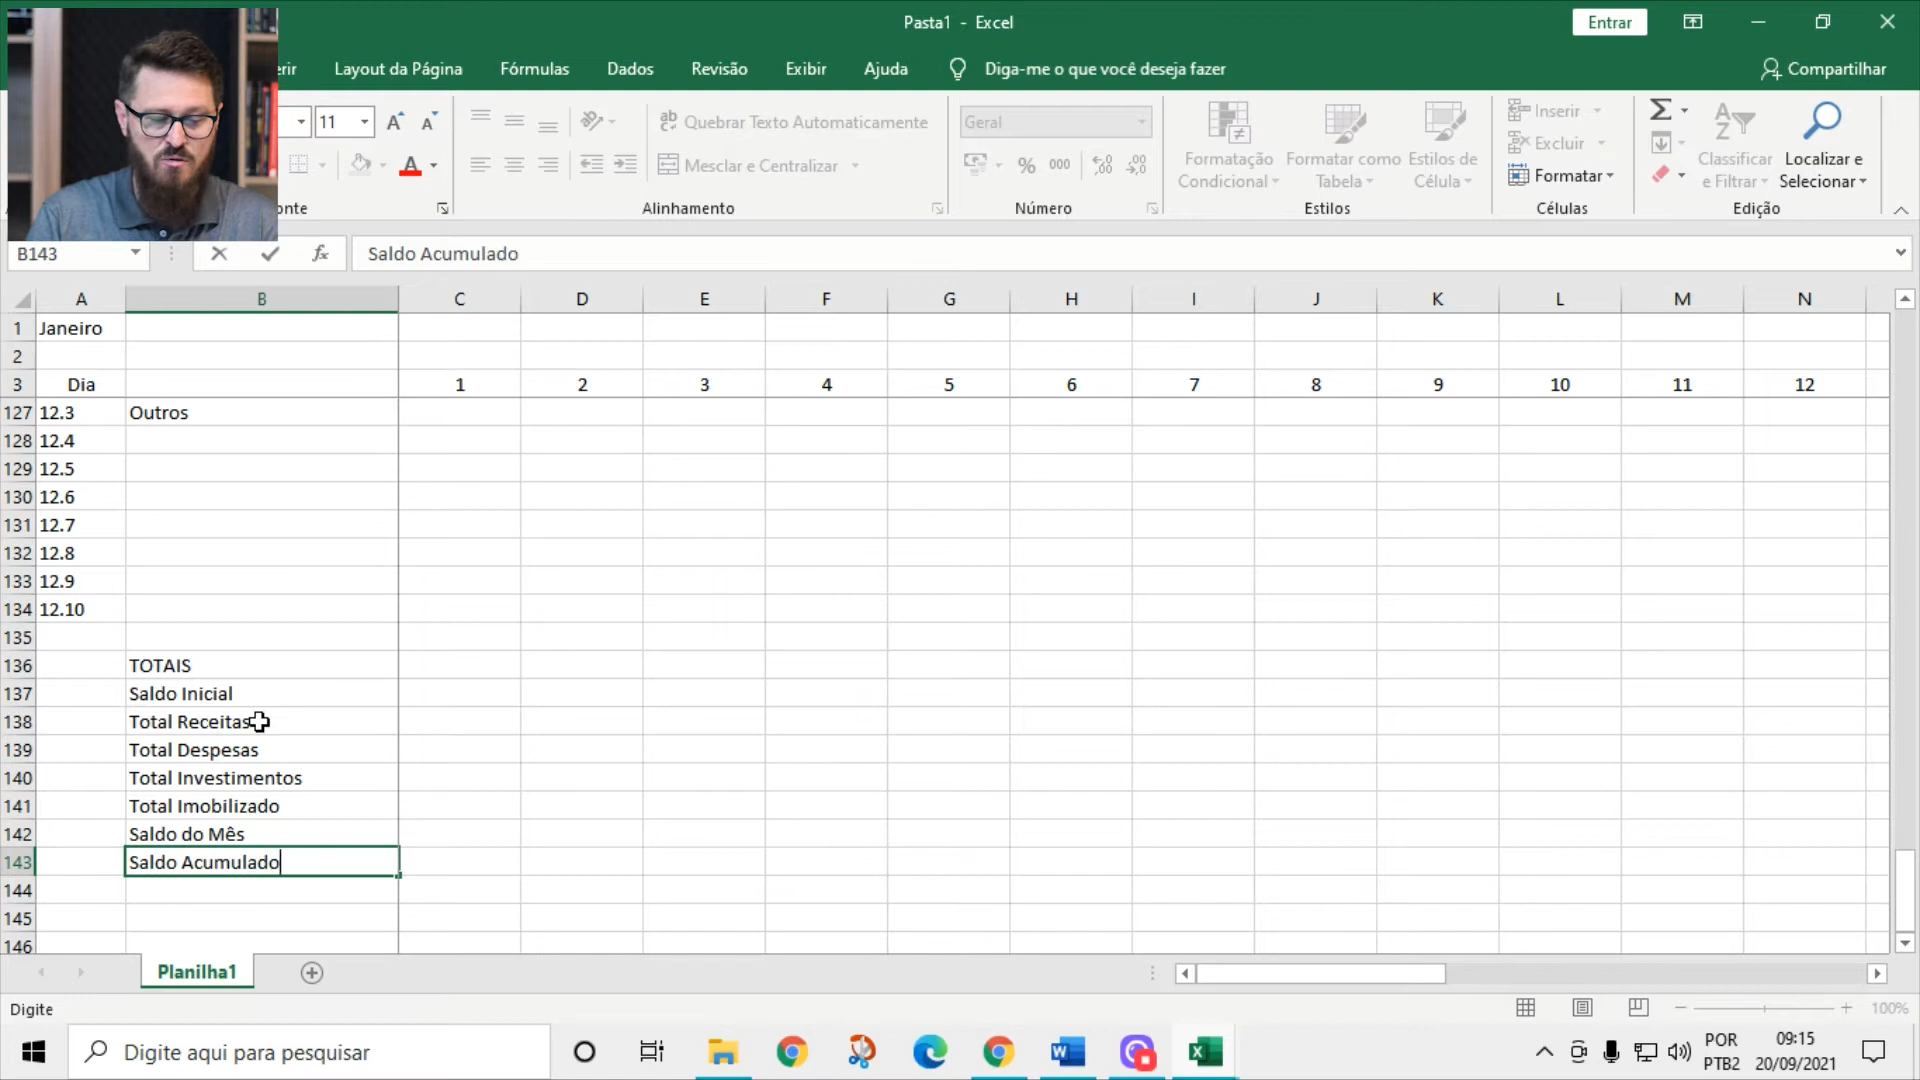 Pasta1 - Excel
Entrar
erir
Layout da Página
Fórmulas
Dados
Revisão
Exibir
Ajuda
Diga-me o que você deseja fazer
Compartilhar
11
Quebrar Texto Automaticamente
Geral
Mesclar e Centralizar
% 000
Formatação Condicional
Formatar como Tabela
Estilos de Célula
Inserir
Excluir
Formatar
Classificar e Filtrar
Localizar e Selecionar
onte
Alinhamento
Número
Estilos
Células
Edição
B143
fx
Saldo Acumulado
A B C D E F G H I J K L M N
1 Janeiro
2
3 Dia 1 2 3 4 5 6 7 8 9 10 11 12
127 12.3 Outros
128 12.4
129 12.5
130 12.6
131 12.7
132 12.8
133 12.9
134 12.10
135
136 TOTAIS
137 Saldo Inicial
138 Total Receitas
139 Total Despesas
140 Total Investimentos
141 Total Imobilizado
142 Saldo do Mês
143 Saldo Acumulado
144
145
146
Planilha1
Digite
100%
Digite aqui para pesquisar
POR
PTB2
09:15
20/09/2021